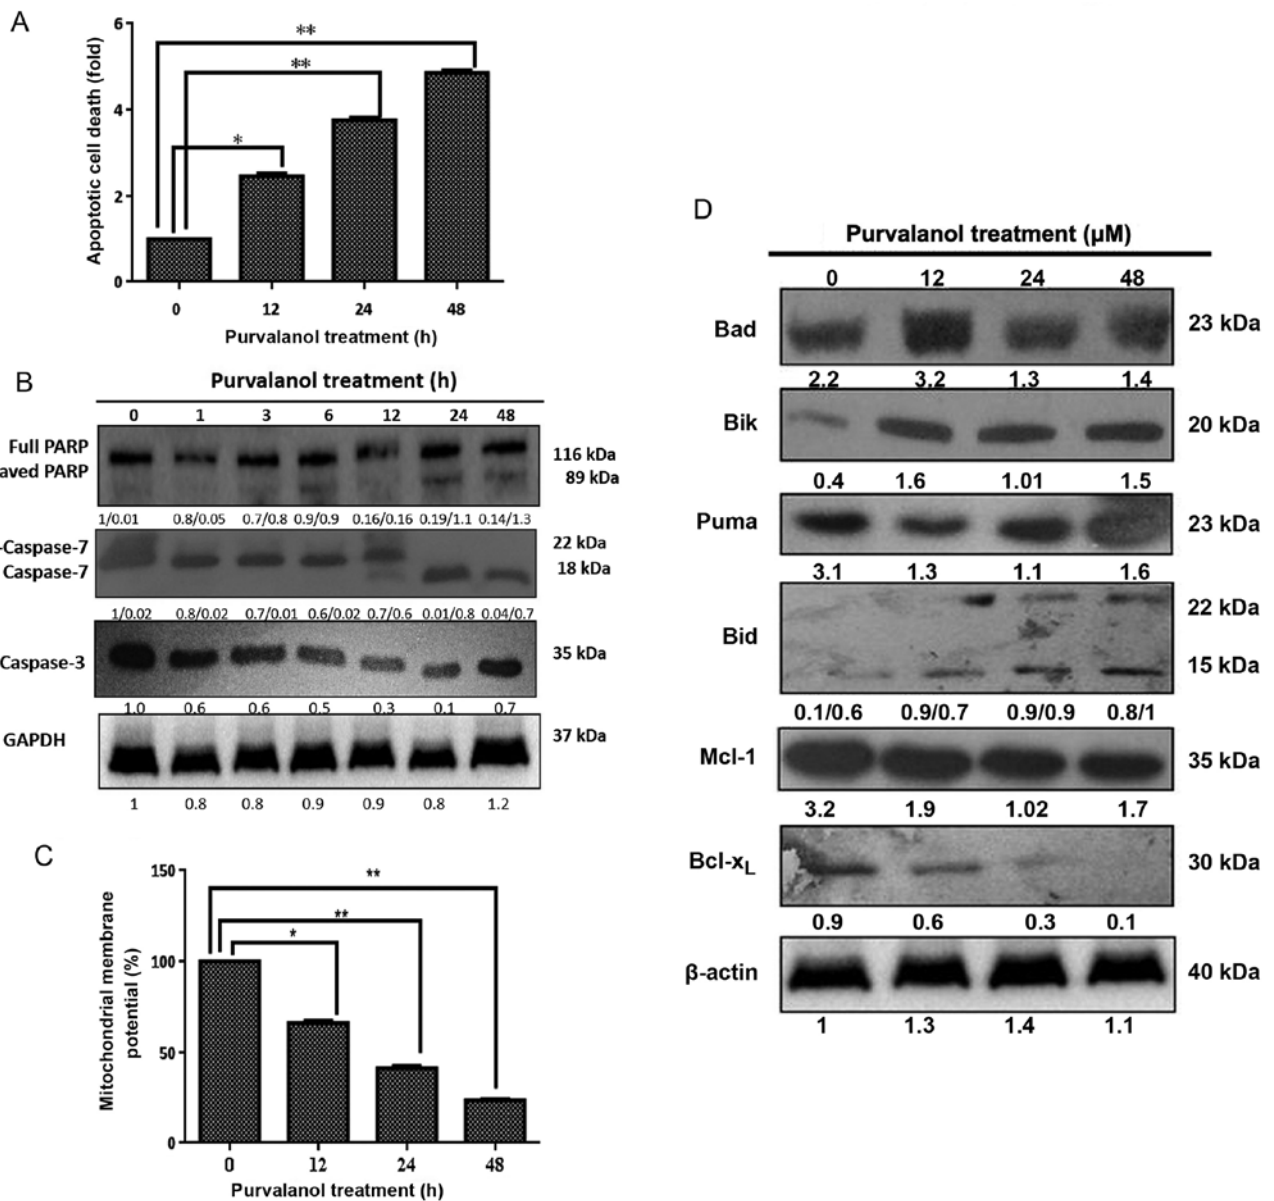 A
6
**
**
*
4
2
0
Apoptotic cell death (fold)
0 12 24 48
Purvalanol treatment (h)
B
Purvalanol treatment (h)
0 1 3 6 12 24 48
Full PARP 116 kDa
aved PARP 89 kDa
1/0.01 0.8/0.05 0.7/0.8 0.9/0.9 0.16/0.16 0.19/1.1 0.14/1.3
-Caspase-7 22 kDa
Caspase-7 18 kDa
1/0.02 0.8/0.02 0.7/0.01 0.6/0.02 0.7/0.6 0.01/0.8 0.04/0.7
Caspase-3 35 kDa
1.0 0.6 0.6 0.5 0.3 0.1 0.7
GAPDH 37 kDa
1 0.8 0.8 0.9 0.9 0.8 1.2
C
150
**
**
*
100
50
0
Mitochondrial membrane
potential (%)
0 12 24 48
Purvalanol treatment (h)
D
Purvalanol treatment (µM)
0 12 24 48
Bad 23 kDa
2.2 3.2 1.3 1.4
Bik 20 kDa
0.4 1.6 1.01 1.5
Puma 23 kDa
3.1 1.3 1.1 1.6
22 kDa
Bid
15 kDa
0.1/0.6 0.9/0.7 0.9/0.9 0.8/1
Mcl-1 35 kDa
3.2 1.9 1.02 1.7
Bcl-xL 30 kDa
0.9 0.6 0.3 0.1
β-actin 40 kDa
1 1.3 1.4 1.1